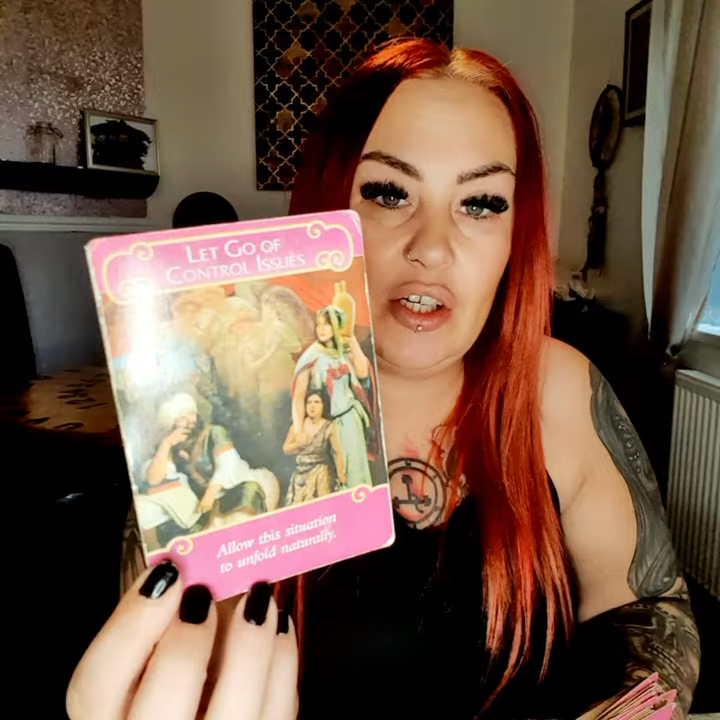 LET GO OF
CONTROL ISSUES
Allow this situation
to unfold naturally.